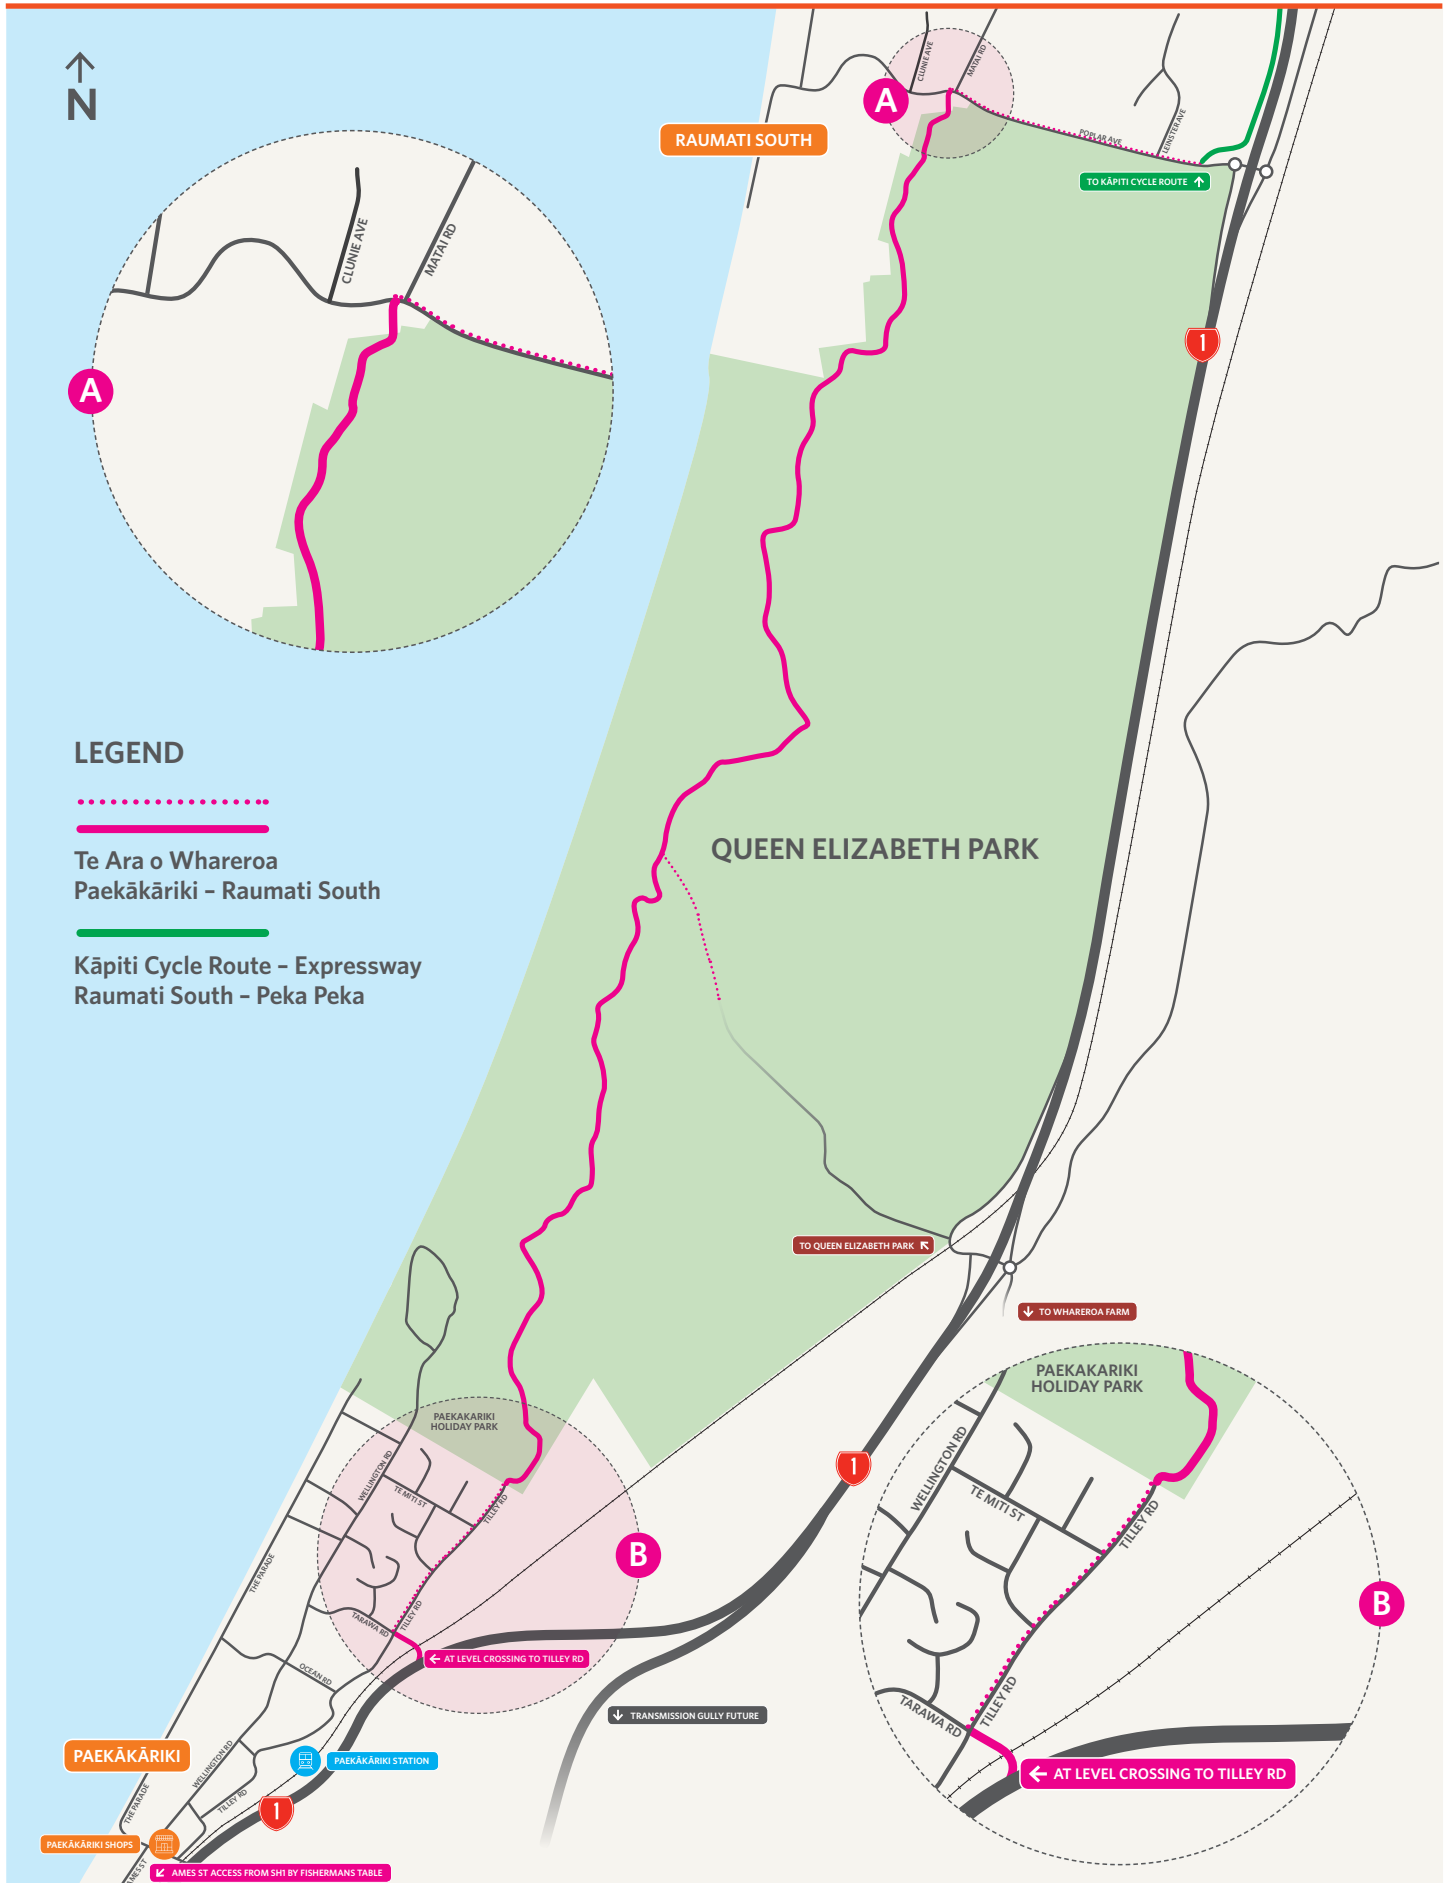 N
CLUNIE AVE
MATAI RD
A
RAUMATI SOUTH
POPLAR AVE
LEINSTER AVE
TO KĀPITI CYCLE ROUTE
CLUNIE AVE
MATAI RD
A
1
LEGEND
Te Ara o Whareroa
Paekākāriki – Raumati South
Kāpiti Cycle Route – Expressway
Raumati South – Peka Peka
QUEEN ELIZABETH PARK
TO QUEEN ELIZABETH PARK
TO WHAREROA FARM
PAEKAKARIKI
HOLIDAY PARK
WELLINGTON RD
TE MITI ST
TILLEY RD
THE PARADE
TARAWA RD
TILLEY RD
OCEAN RD
B
1
AT LEVEL CROSSING TO TILLEY RD
TRANSMISSION GULLY FUTURE
PAEKAKARIKI
HOLIDAY PARK
WELLINGTON RD
TE MITI ST
TILLEY RD
B
TARAWA RD
TILLEY RD
AT LEVEL CROSSING TO TILLEY RD
PAEKĀKĀRIKI
PAEKĀKĀRIKI STATION
WELLINGTON RD
TILLEY RD
THE PARADE
1
PAEKĀKĀRIKI SHOPS
AMES ST
AMES ST ACCESS FROM SH1 BY FISHERMANS TABLE